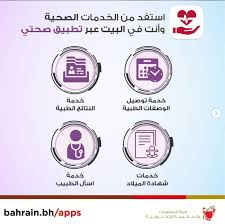 استفد من الخدمات الصحية
وأنت في البيت عبر تطبيق صحتي
خدمة توصيل
الوصفات الطبية
خدمة
النتائج الطبية
خدمات
شهادة الميلاد
خدمة
اسأل الطبيب
bahrain.bh/apps